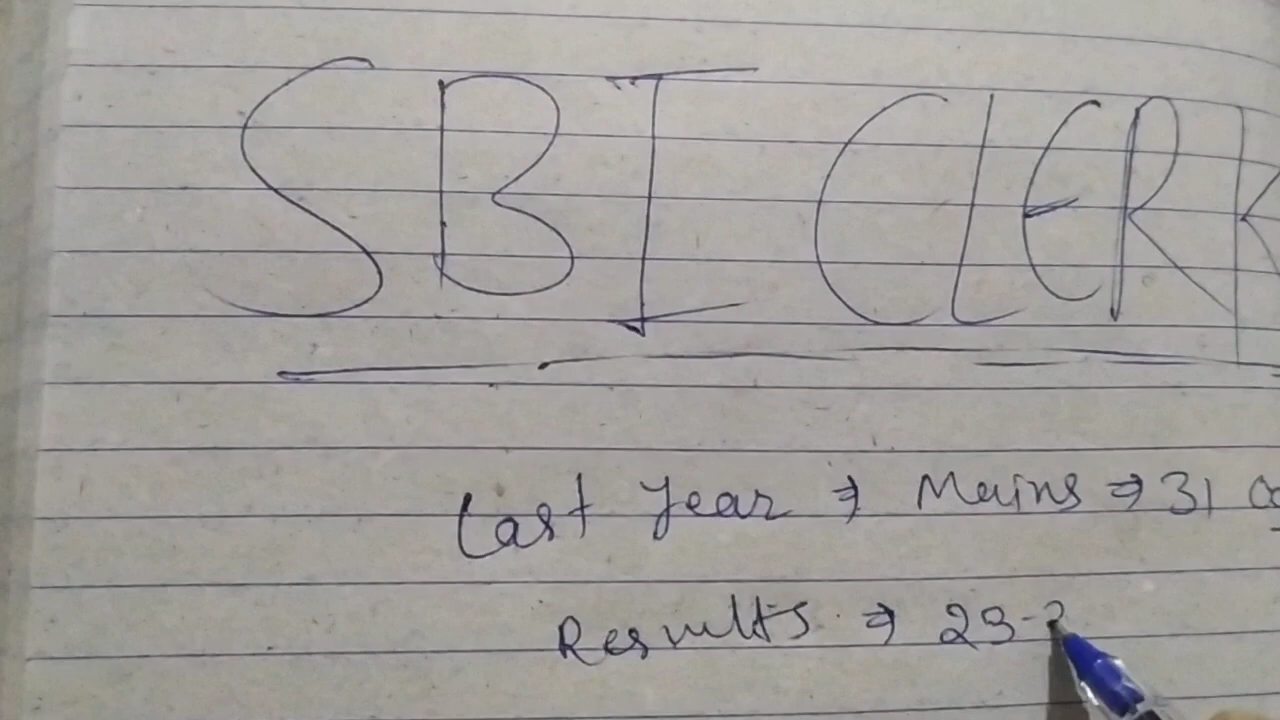 SBI CLERK
Last Year ⇒ Mains ⇒ 31
Results ⇒ 23-